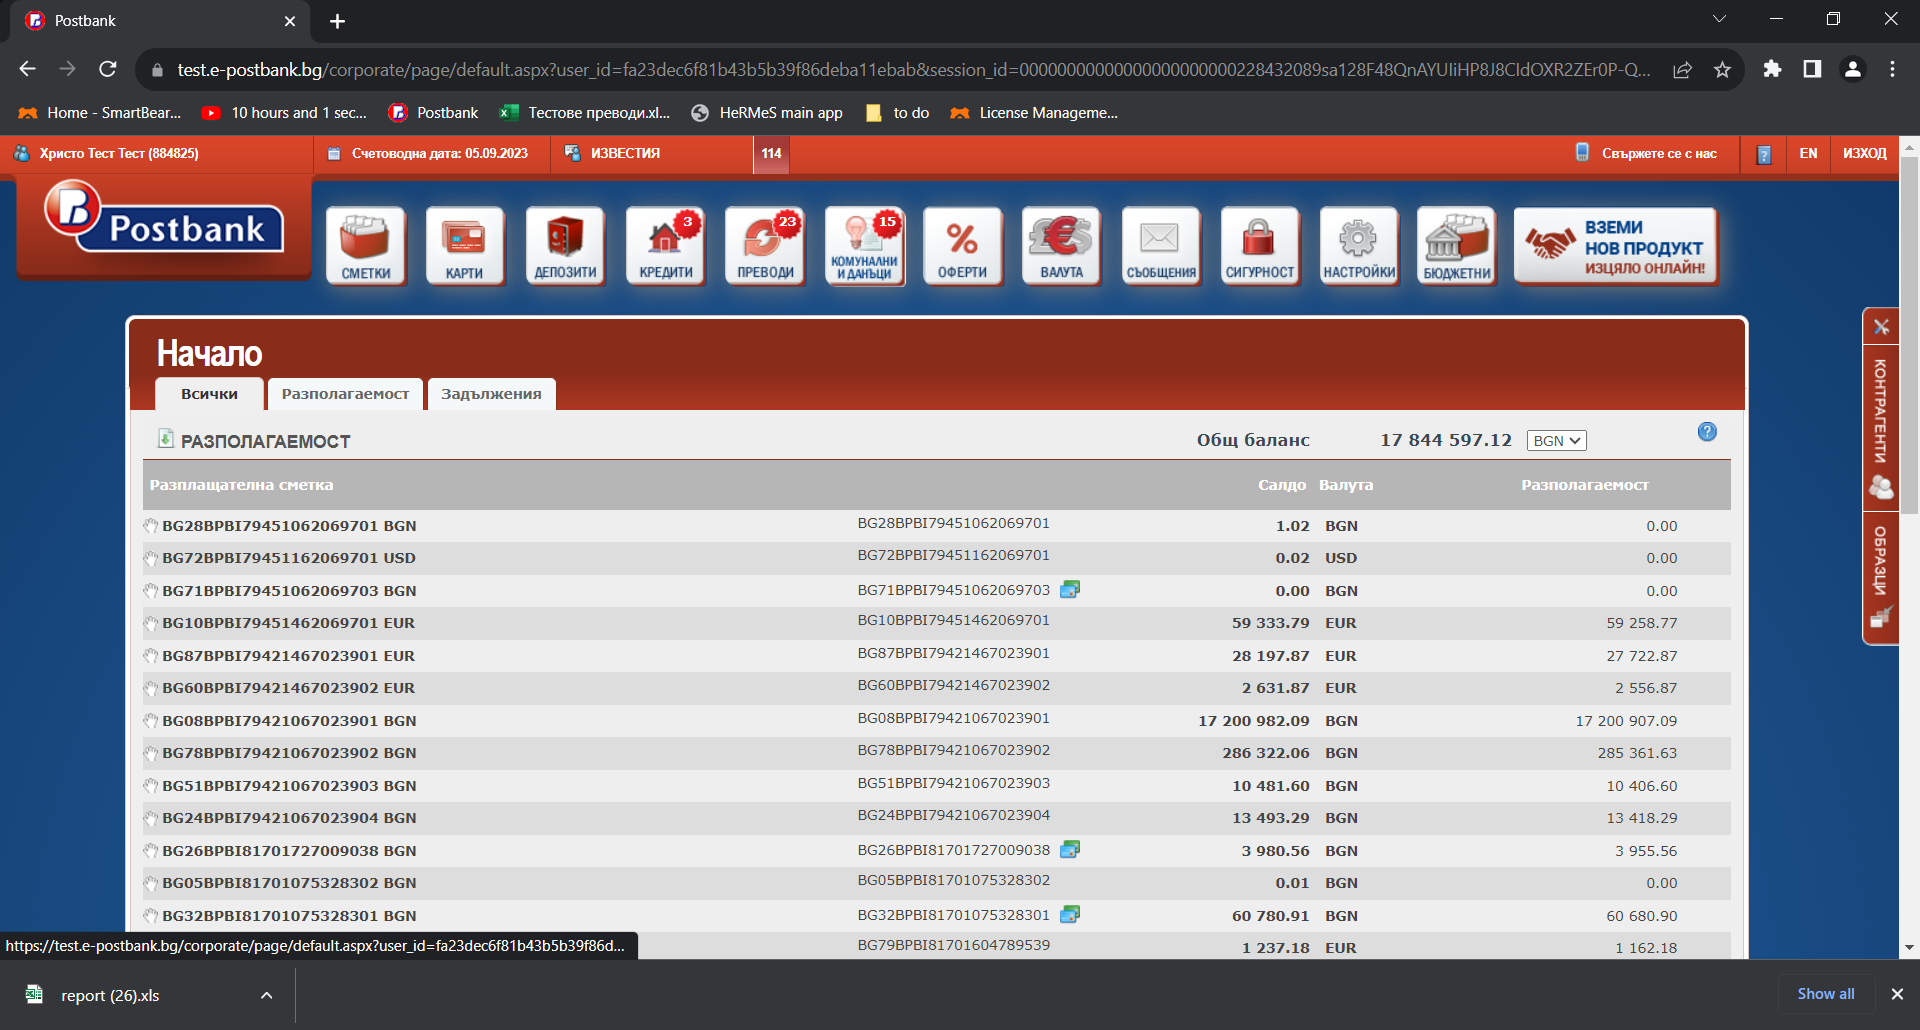 Postbank
test.e-postbank.bg/corporate/page/default.aspx?user_id=fa23dec6f81b43b5b39f86deba11ebab&session_id=0000000000000000000000228432089sa128F48QnAYUIiHP8J8CIdOXR2ZEr0P-Q...
Home - SmartBear... 10 hours and 1 sec... Postbank Тестове преводи.xl... HeRMeS main app to do License Manageme...
Христо Тест Тест (884825) Счетоводна дата: 05.09.2023 ИЗВЕСТИЯ 114 Свържете се с нас ? EN ИЗХОД
Postbank
3 23 15
СМЕТКИ КАРТИ ДЕПОЗИТИ КРЕДИТИ ПРЕВОДИ КОМУНАЛНИ И ДАНЪЦИ ОФЕРТИ ВАЛУТА СЪОБЩЕНИЯ СИГУРНОСТ НАСТРОЙКИ БЮДЖЕТНИ
ВЗЕМИ
НОВ ПРОДУКТ
ИЗЦЯЛО ОНЛАЙН!
Начало
Всички Разполагаемост Задължения
РАЗПОЛАГАЕМОСТ Общ баланс 17 844 597.12 BGN ?
Разплащателна сметка Салдо Валута Разполагаемост
BG28BPBI79451062069701 BGN BG28BPBI79451062069701 1.02 BGN 0.00
BG72BPBI79451162069701 USD BG72BPBI79451162069701 0.02 USD 0.00
BG71BPBI79451062069703 BGN BG71BPBI79451062069703 0.00 BGN 0.00
BG10BPBI79451462069701 EUR BG10BPBI79451462069701 59 333.79 EUR 59 258.77
BG87BPBI79421467023901 EUR BG87BPBI79421467023901 28 197.87 EUR 27 722.87
BG60BPBI79421467023902 EUR BG60BPBI79421467023902 2 631.87 EUR 2 556.87
BG08BPBI79421067023901 BGN BG08BPBI79421067023901 17 200 982.09 BGN 17 200 907.09
BG78BPBI79421067023902 BGN BG78BPBI79421067023902 286 322.06 BGN 285 361.63
BG51BPBI79421067023903 BGN BG51BPBI79421067023903 10 481.60 BGN 10 406.60
BG24BPBI79421067023904 BGN BG24BPBI79421067023904 13 493.29 BGN 13 418.29
BG26BPBI81701727009038 BGN BG26BPBI81701727009038 3 980.56 BGN 3 955.56
BG05BPBI81701075328302 BGN BG05BPBI81701075328302 0.01 BGN 0.00
BG32BPBI81701075328301 BGN BG32BPBI81701075328301 60 780.91 BGN 60 680.90
BG79BPBI81701604789539 1 237.18 EUR 1 162.18
КОНТРАГЕНТИ
ОБРАЗЦИ
https://test.e-postbank.bg/corporate/page/default.aspx?user_id=fa23dec6f81b43b5b39f86d...
report (26).xls Show all